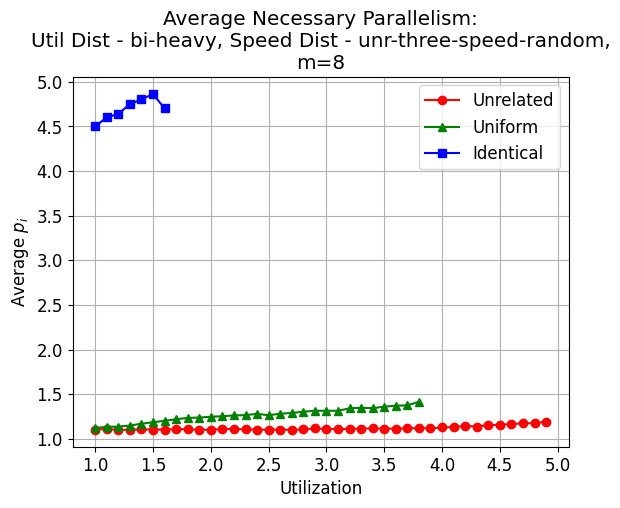 Average Necessary Parallelism:
Util Dist - bi-heavy, Speed Dist - unr-three-speed-random,
m=8
Unrelated
Uniform
Identical
5.0
4.5
4.0
3.5
3.0
2.5
2.0
1.5
1.0
Average p_i
1.0 1.5 2.0 2.5 3.0 3.5 4.0 4.5 5.0
Utilization